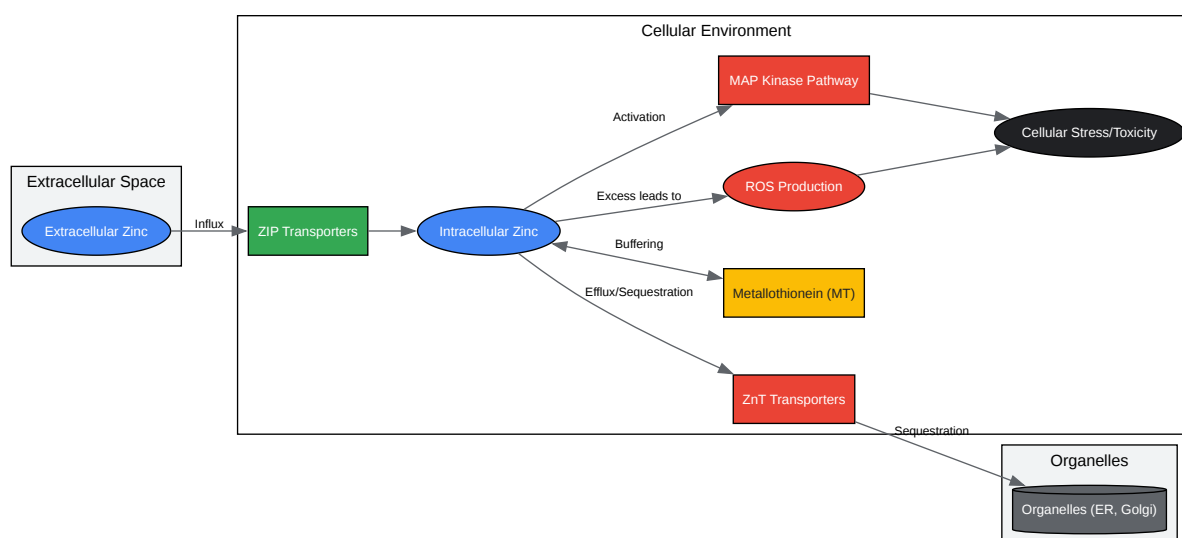 Cellular Environment
MAP Kinase Pathway
Activation
Cellular Stress/Toxicity
Extracellular Space
ROS Production
Excess leads to
Extracellular Zinc
Influx
ZIP Transporters
Intracellular Zinc
Buffering
Metallothionein (MT)
Efflux/Sequestration
ZnT Transporters
Sequestration
Organelles
Organelles (ER, Golgi)